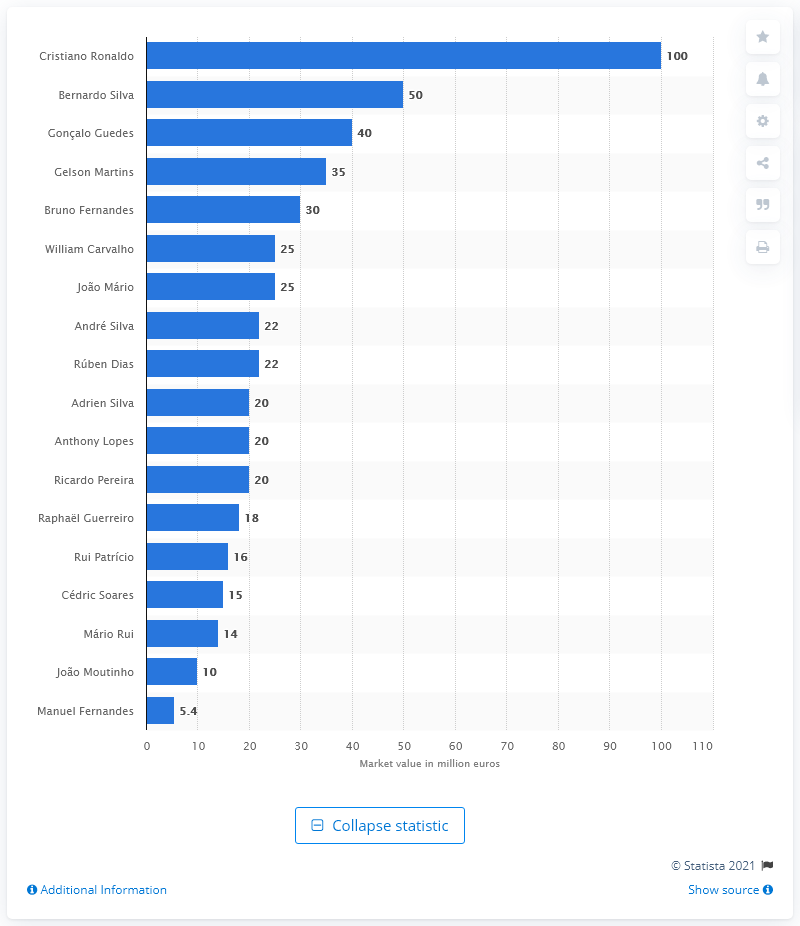 Cristiano Ronaldo 100
Bernardo Silva 50
Gonçalo Guedes 40
Gelson Martins 35
Bruno Fernandes 30
William Carvalho 25
João Mário 25
André Silva 22
Rúben Dias 22
Adrien Silva 20
Anthony Lopes 20
Ricardo Pereira 20
Raphaël Guerreiro 18
Rui Patrício 16
Cédric Soares 15
Mário Rui 14
João Moutinho 10
Manuel Fernandes 5.4
0 10 20 30 40 50 60 70 80 90 100 110
Market value in million euros
Collapse statistic
© Statista 2021
Additional Information Show source